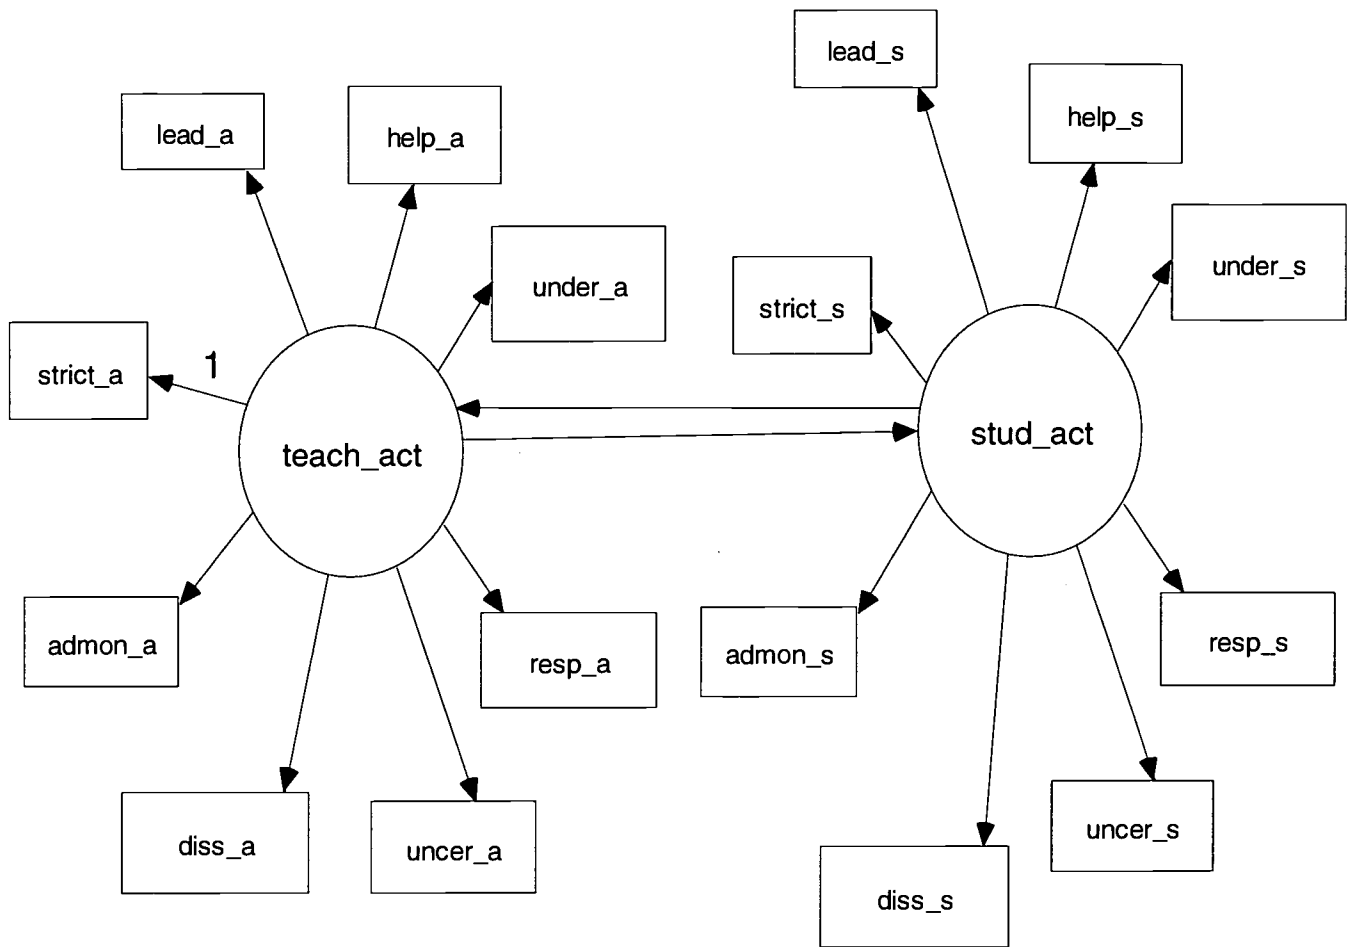 lead_s
help_s
lead_a
help_a
under_s
under_a
strict_s
strict_a
1
teach_act
stud_act
admon_a
resp_a
admon_s
resp_s
diss_a
uncer_a
uncer_s
diss_s